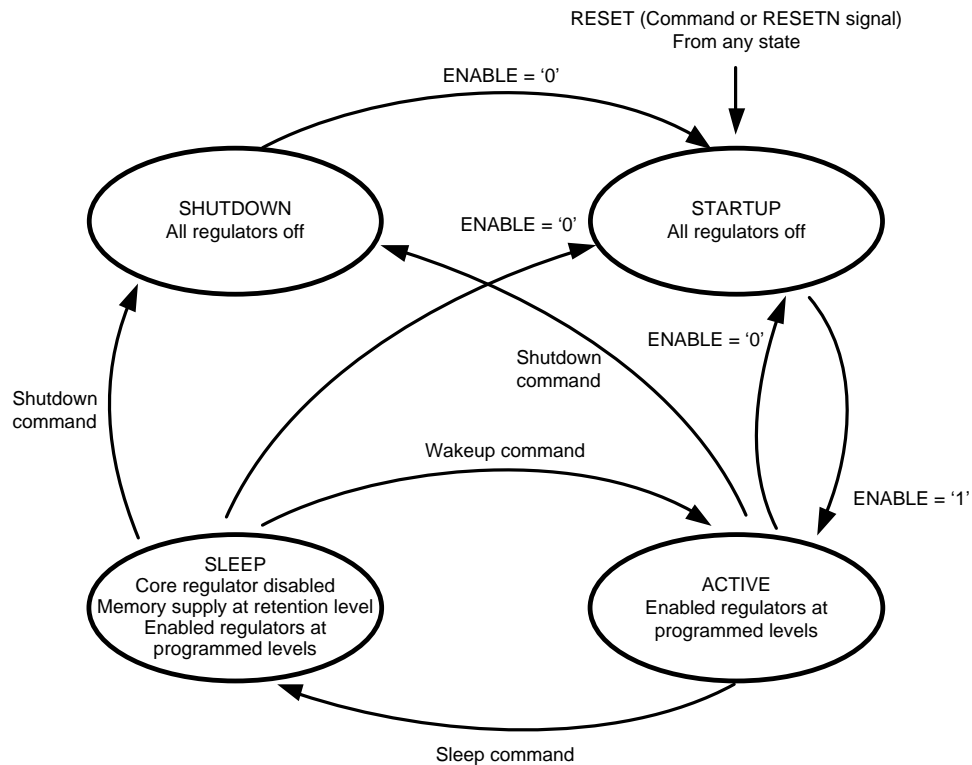 RESET (Command or RESETN signal)
From any state
ENABLE = ‘0’
SHUTDOWN
All regulators off
ENABLE = ‘0’
STARTUP
All regulators off
ENABLE = ‘0’
Shutdown
command
Shutdown
command
Wakeup command
ENABLE = ‘1’
SLEEP
Core regulator disabled
Memory supply at retention level
Enabled regulators at
programmed levels
ACTIVE
Enabled regulators at
programmed levels
Sleep command